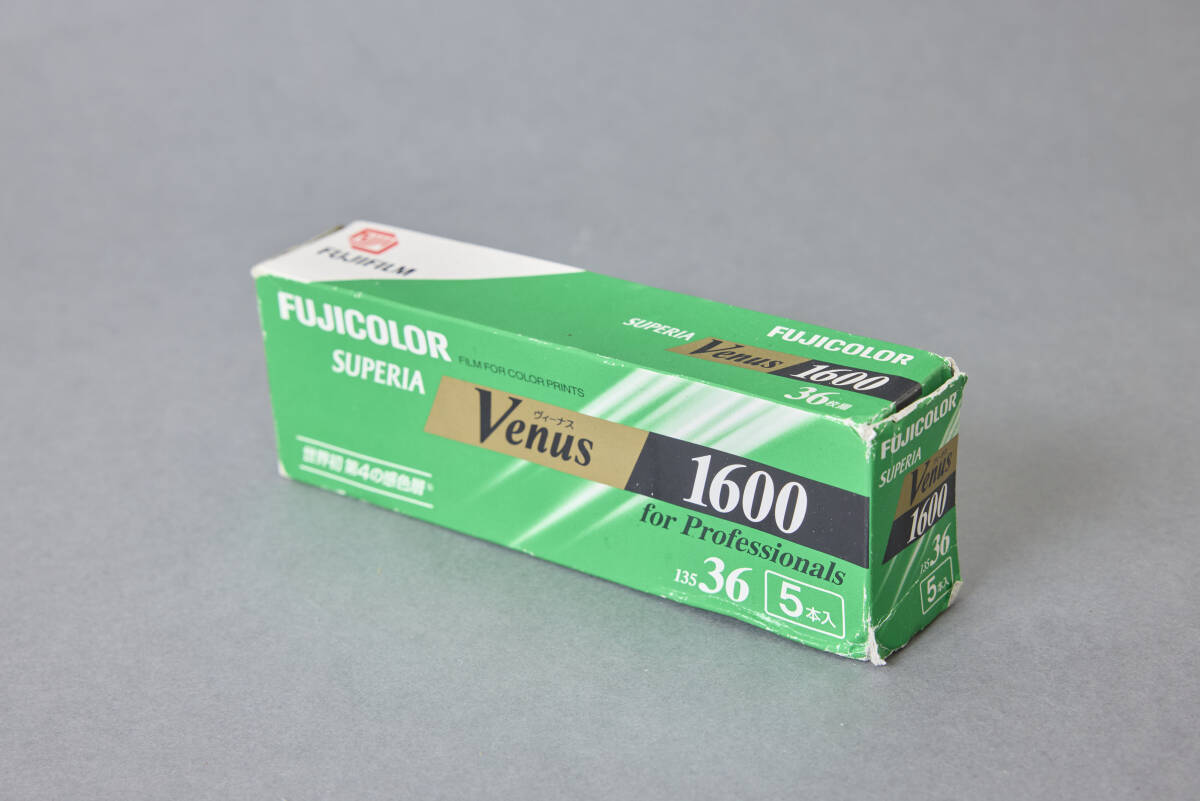 FUJI
FUJIFILM
FUJICOLOR
SUPERIA
Venus 1600
36枚撮
FUJICOLOR
SUPERIA
FILM FOR COLOR PRINTS
ヴィーナス
Venus 1600
for Professionals
世界初 第4の感色層
135 36 5本入
FUJICOLOR
SUPERIA
Venus
1600
135 36
5本入